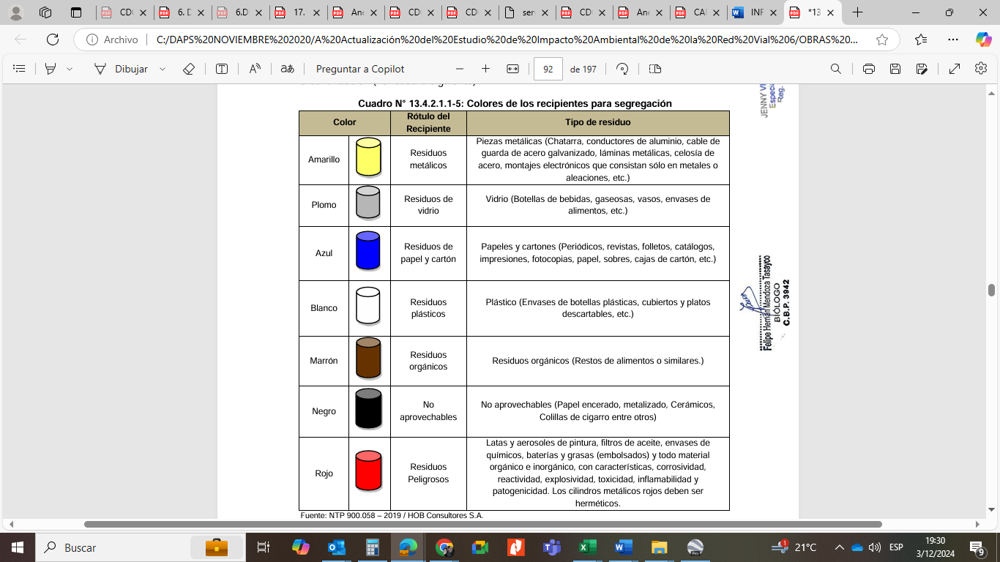 CD
6. D
6.D
17.
Ane
CD
CD
ser
CD
Ane
CA
INF
*13
Archivo
C:/DAPS%20NOVIEMBRE%202020/A%20Actualización%20del%20Estudio%20de%20Impacto%20Ambiental%20de%20la%20Red%20Vial%206/OBRAS%20...
Dibujar
aあ
Preguntar a Copilot
92
de 197
JENNY V
Especia
Reg.
Cuadro N° 13.4.2.1.1-5: Colores de los recipientes para segregación
Color
Rótulo del
Recipiente
Tipo de residuo
Amarillo
Residuos
metálicos
Piezas metálicas (Chatarra, conductores de aluminio, cable de
guarda de acero galvanizado, láminas metálicas, celosía de
acero, montajes electrónicos que consistan sólo en metales o
aleaciones, etc.)
Plomo
Residuos de
vidrio
Vidrio (Botellas de bebidas, gaseosas, vasos, envases de
alimentos, etc.)
Azul
Residuos de
papel y cartón
Papeles y cartones (Periódicos, revistas, folletos, catálogos,
impresiones, fotocopias, papel, sobres, cajas de cartón, etc.)
Blanco
Residuos
plásticos
Plástico (Envases de botellas plásticas, cubiertos y platos
descartables, etc.)
Marrón
Residuos
orgánicos
Residuos orgánicos (Restos de alimentos o similares.)
Negro
No
aprovechables
No aprovechables (Papel encerado, metalizado, Cerámicos,
Colillas de cigarro entre otros)
Rojo
Residuos
Peligrosos
Latas y aerosoles de pintura, filtros de aceite, envases de
químicos, baterías y grasas (embolsados) y todo material
orgánico e inorgánico, con características, corrosividad,
reactividad, explosividad, toxicidad, inflamabilidad y
patogenicidad. Los cilindros metálicos rojos deben ser
herméticos.
Fuente: NTP 900.058 – 2019 / HOB Consultores S.A.
Felipe Hernán Mendoza Tasayco
BIÓLOGO
C.B.P. 3942
Buscar
Pro
1
21°C
ESP
19:30
3/12/2024
9